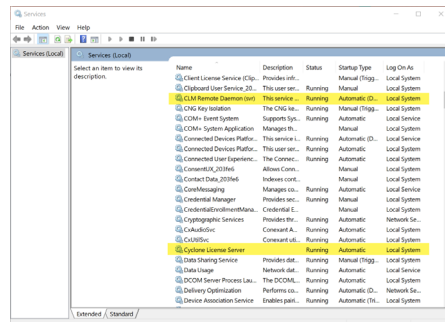 Services
File Action View Help
Services (Local)
Services (Local)
Select an item to view its description.
Name Description Status Startup Type Log On As
Client License Service (Clip... Provides infr... Manual (Trigg... Local System
Clipboard User Service_20... This user ser... Running Manual Local System
CLM Remote Daemon (svr) This service ... Running Automatic (D... Local System
CNG Key Isolation The CNG ke... Running Manual (Trigg... Local System
COM+ Event System Supports Sys... Running Automatic Local Service
COM+ System Application Manages th... Manual Local System
Connected Devices Platfor... This service i... Running Automatic (D... Local Service
Connected Devices Platfor... This user ser... Running Automatic Local System
Connected User Experienc... The Connec... Running Automatic Local System
ConsentUX_203fe6 Allows Conn... Manual Local System
Contact Data_203fe6 Indexes cont... Manual Local System
CoreMessaging Manages co... Running Automatic Local Service
Credential Manager Provides sec... Running Manual Local System
CredentialEnrollmentMana... Credential E... Manual Local System
Cryptographic Services Provides thr... Running Automatic Network Se...
CxAudioSvc Conexant A... Running Automatic Local System
CxUtilSvc Conexant uti... Running Automatic Local System
Cyclone License Server Running Automatic Local System
Data Sharing Service Provides dat... Running Manual (Trigg... Local System
Data Usage Network dat... Running Automatic Local Service
DCOM Server Process Lau... The DCOML... Running Automatic Local System
Delivery Optimization Performs co... Running Automatic (D... Network Se...
Device Association Service Enables pairi... Running Automatic (Tri... Local System
Extended Standard